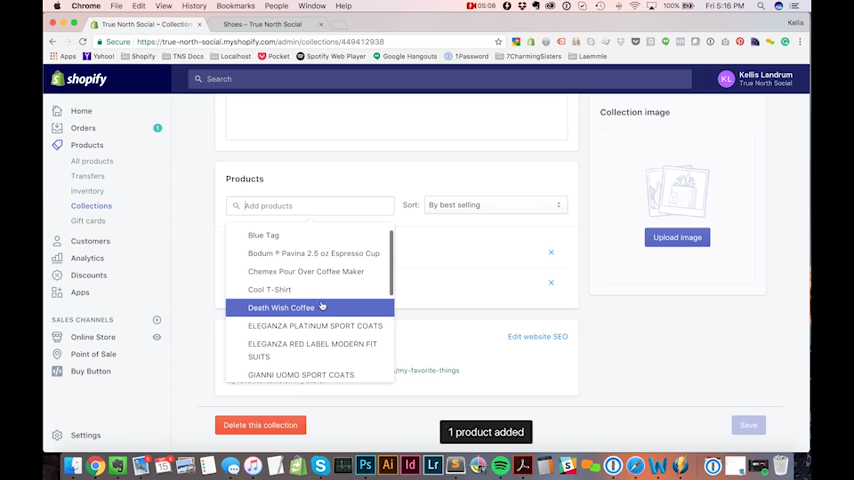 Chrome File Edit View History Bookmarks People Window Help
05:08
100%
Fri 5:16 PM
True North Social ~ Collection
Shoes – True North Social
Kellis
Secure https://true-north-social.myshopify.com/admin/collections/449412938
Apps Yahoo! TNS Docs Shopify Local Host Pocket Spotify Web Player Google Hangouts 1Password 7CharmingSisters Laemmle
shopify
Search
KL
Kellis Landrum
True North Social
Home
Orders
1
Products
All products
Transfers
Inventory
Collections
Gift cards
Customers
Analytics
Discounts
Apps
SALES CHANNELS
Online Store
Point of Sale
Buy Button
Settings
Products
Add products
Sort:
By best selling
Blue Tag
Bodum ® Pavina 2.5 oz Espresso Cup
Chemex Pour Over Coffee Maker
Cool T-Shirt
Death Wish Coffee
ELEGANZA PLATINUM SPORT COATS
ELEGANZA RED LABEL MODERN FIT
SUITS
GIANNI UOMO SPORT COATS
Edit website SEO
/my-favorite-things
Delete this collection
1 product added
Save
Collection image
Upload image